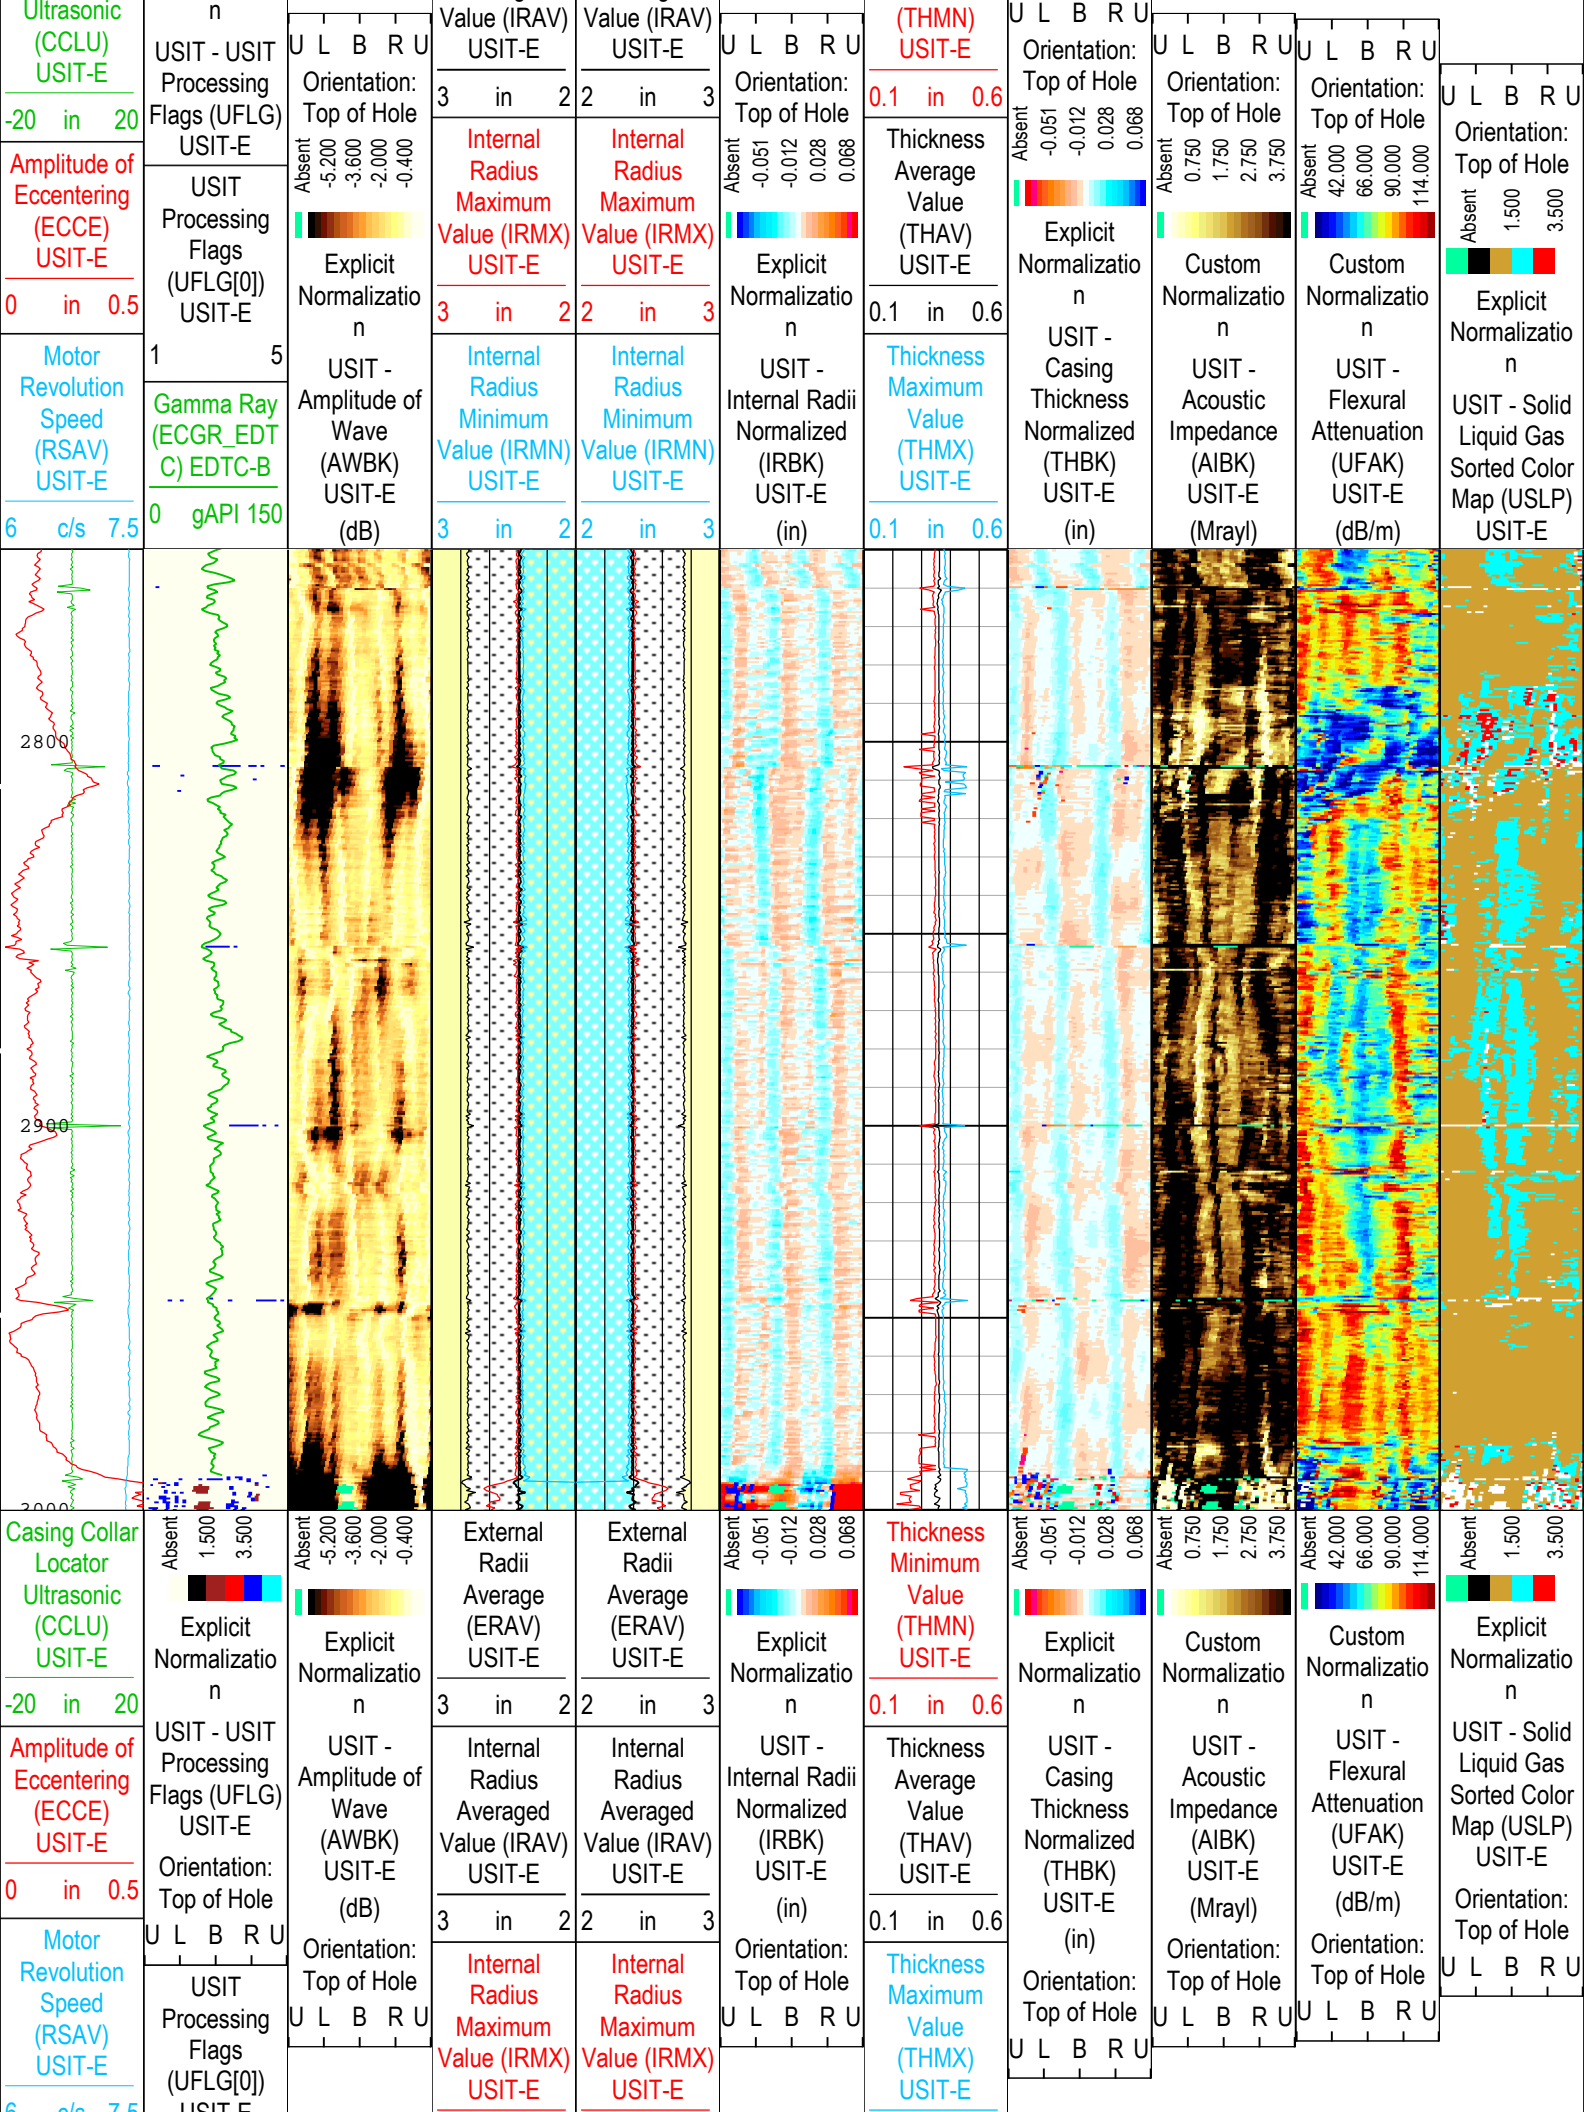 Ultrasonic
(CCLU)
USIT-E
-20 in 20
Amplitude of
Eccentering
(ECCE)
USIT-E
0 in 0.5
Motor
Revolution
Speed
(RSAV)
USIT-E
6 c/s 7.5
n
USIT - USIT
Processing
Flags (UFLG)
USIT-E
USIT
Processing
Flags
(UFLG[0])
USIT-E
1 5
Gamma Ray
(ECGR_EDT
C) EDTC-B
0 gAPI 150
U L B R U
Orientation:
Top of Hole
Absent
-5.200
-3.600
-2.000
-0.400
Explicit
Normalizatio
n
USIT -
Amplitude of
Wave
(AWBK)
USIT-E
(dB)
Value (IRAV)
USIT-E
3 in 2
Internal
Radius
Maximum
Value (IRMX)
USIT-E
3 in 2
Internal
Radius
Minimum
Value (IRMN)
USIT-E
3 in 2
Value (IRAV)
USIT-E
2 in 3
Internal
Radius
Maximum
Value (IRMX)
USIT-E
2 in 3
Internal
Radius
Minimum
Value (IRMN)
USIT-E
2 in 3
U L B R U
Orientation:
Top of Hole
Absent
-0.051
-0.012
0.028
0.068
Explicit
Normalizatio
n
USIT -
Internal Radii
Normalized
(IRBK)
USIT-E
(in)
(THMN)
USIT-E
0.1 in 0.6
Thickness
Average
Value
(THAV)
USIT-E
0.1 in 0.6
Thickness
Maximum
Value
(THMX)
USIT-E
0.1 in 0.6
U L B R U
Orientation:
Top of Hole
Absent
-0.051
-0.012
0.028
0.068
Explicit
Normalizatio
n
USIT -
Casing
Thickness
Normalized
(THBK)
USIT-E
(in)
U L B R U
Orientation:
Top of Hole
Absent
0.750
1.750
2.750
3.750
Custom
Normalizatio
n
USIT -
Acoustic
Impedance
(AIBK)
USIT-E
(Mrayl)
U L B R U
Orientation:
Top of Hole
Absent
42.000
66.000
90.000
114.000
Custom
Normalizatio
n
USIT -
Flexural
Attenuation
(UFAK)
USIT-E
(dB/m)
U L B R U
Orientation:
Top of Hole
Absent
1.500
3.500
Explicit
Normalizatio
n
USIT - Solid
Liquid Gas
Sorted Color
Map (USLP)
USIT-E
2800
2900
Casing Collar
Locator
Ultrasonic
(CCLU)
USIT-E
-20 in 20
Amplitude of
Eccentering
(ECCE)
USIT-E
0 in 0.5
Motor
Revolution
Speed
(RSAV)
USIT-E
6 c/s 7.5
Absent
1.500
3.500
Explicit
Normalizatio
n
USIT - USIT
Processing
Flags (UFLG)
USIT-E
Orientation:
Top of Hole
U L B R U
USIT
Processing
Flags
(UFLG[0])
USIT-E
Absent
-5.200
-3.600
-2.000
-0.400
Explicit
Normalizatio
n
USIT -
Amplitude of
Wave
(AWBK)
USIT-E
(dB)
Orientation:
Top of Hole
U L B R U
External
Radii
Average
(ERAV)
USIT-E
3 in 2
Internal
Radius
Averaged
Value (IRAV)
USIT-E
3 in 2
Internal
Radius
Maximum
Value (IRMX)
USIT-E
External
Radii
Average
(ERAV)
USIT-E
2 in 3
Internal
Radius
Averaged
Value (IRAV)
USIT-E
2 in 3
Internal
Radius
Maximum
Value (IRMX)
USIT-E
Absent
-0.051
-0.012
0.028
0.068
Explicit
Normalizatio
n
USIT -
Internal Radii
Normalized
(IRBK)
USIT-E
(in)
Orientation:
Top of Hole
U L B R U
Thickness
Minimum
Value
(THMN)
USIT-E
0.1 in 0.6
Thickness
Average
Value
(THAV)
USIT-E
0.1 in 0.6
Thickness
Maximum
Value
(THMX)
USIT-E
Absent
-0.051
-0.012
0.028
0.068
Explicit
Normalizatio
n
USIT -
Casing
Thickness
Normalized
(THBK)
USIT-E
(in)
Orientation:
Top of Hole
U L B R U
Absent
0.750
1.750
2.750
3.750
Custom
Normalizatio
n
USIT -
Acoustic
Impedance
(AIBK)
USIT-E
(Mrayl)
Orientation:
Top of Hole
U L B R U
Absent
42.000
66.000
90.000
114.000
Custom
Normalizatio
n
USIT -
Flexural
Attenuation
(UFAK)
USIT-E
(dB/m)
Orientation:
Top of Hole
U L B R U
Absent
1.500
3.500
Explicit
Normalizatio
n
USIT - Solid
Liquid Gas
Sorted Color
Map (USLP)
USIT-E
Orientation:
Top of Hole
U L B R U